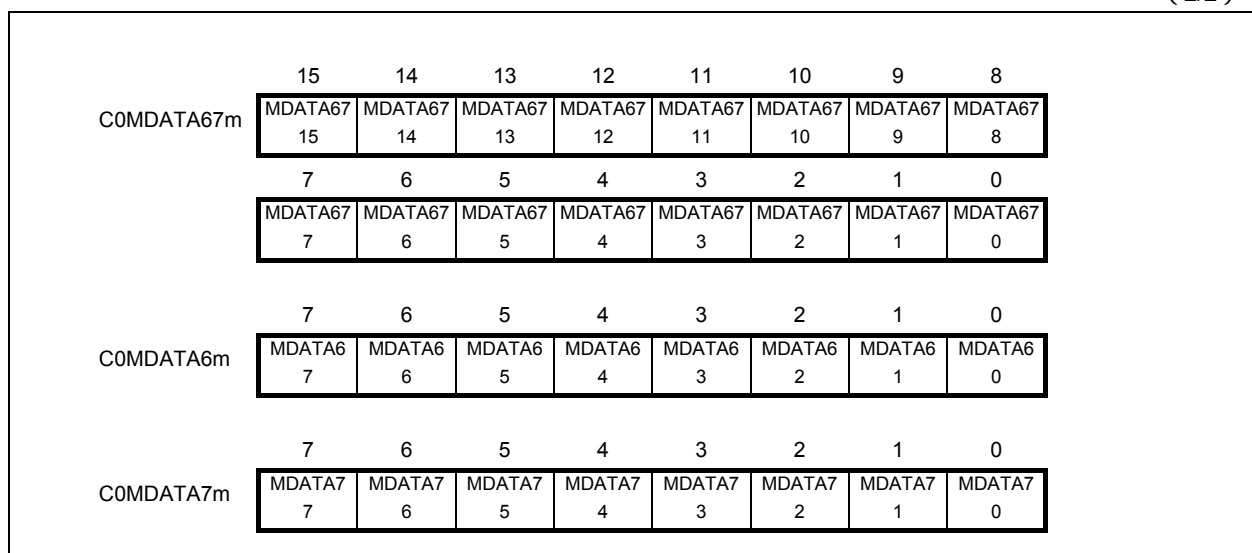 ( 2/2 )
15 14 13 12 11 10 9 8
C0MDATA67m MDATA67 MDATA67 MDATA67 MDATA67 MDATA67 MDATA67 MDATA67 MDATA67
15 14 13 12 11 10 9 8
7 6 5 4 3 2 1 0
MDATA67 MDATA67 MDATA67 MDATA67 MDATA67 MDATA67 MDATA67 MDATA67
7 6 5 4 3 2 1 0
7 6 5 4 3 2 1 0
C0MDATA6m MDATA6 MDATA6 MDATA6 MDATA6 MDATA6 MDATA6 MDATA6 MDATA6
7 6 5 4 3 2 1 0
7 6 5 4 3 2 1 0
C0MDATA7m MDATA7 MDATA7 MDATA7 MDATA7 MDATA7 MDATA7 MDATA7 MDATA7
7 6 5 4 3 2 1 0